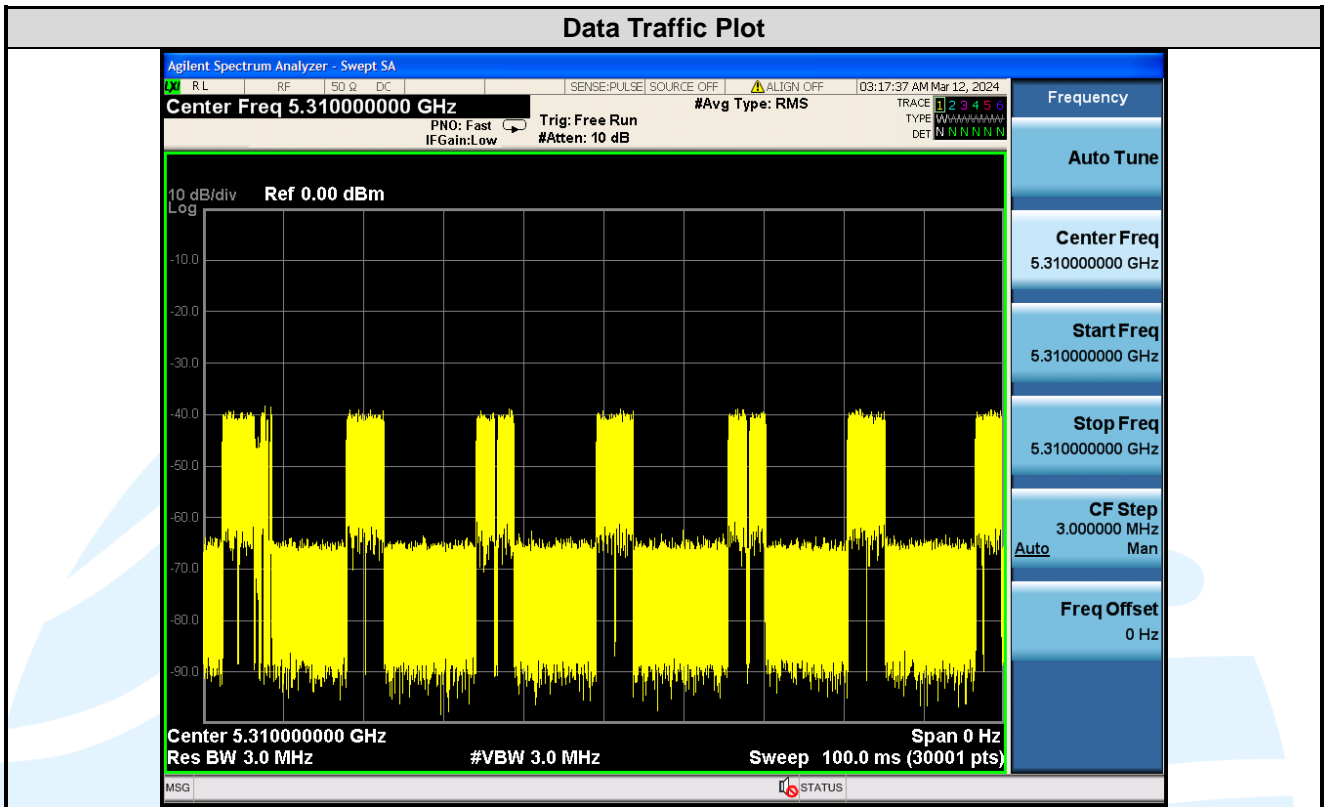 Data Traffic Plot
Agilent Spectrum Analyzer - Swept SA
LXI RL RF 50 Ω DC SENSE:PULSE SOURCE OFF ALIGN OFF 03:17:37 AM Mar 12, 2024
Center Freq 5.310000000 GHz
#Avg Type: RMS
TRACE 1 2 3 4 5 6
PNO: Fast
Trig: Free Run
TYPE
IFGain:Low
#Atten: 10 dB
DET N N N N N N
10 dB/div Ref 0.00 dBm
Log
-10.0
-20.0
-30.0
-40.0
-50.0
-60.0
-70.0
-80.0
-90.0
Center 5.310000000 GHz Span 0 Hz
Res BW 3.0 MHz #VBW 3.0 MHz Sweep 100.0 ms (30001 pts)
MSG STATUS
Frequency
Auto Tune
Center Freq
5.310000000 GHz
Start Freq
5.310000000 GHz
Stop Freq
5.310000000 GHz
CF Step
3.000000 MHz
Auto Man
Freq Offset
0 Hz